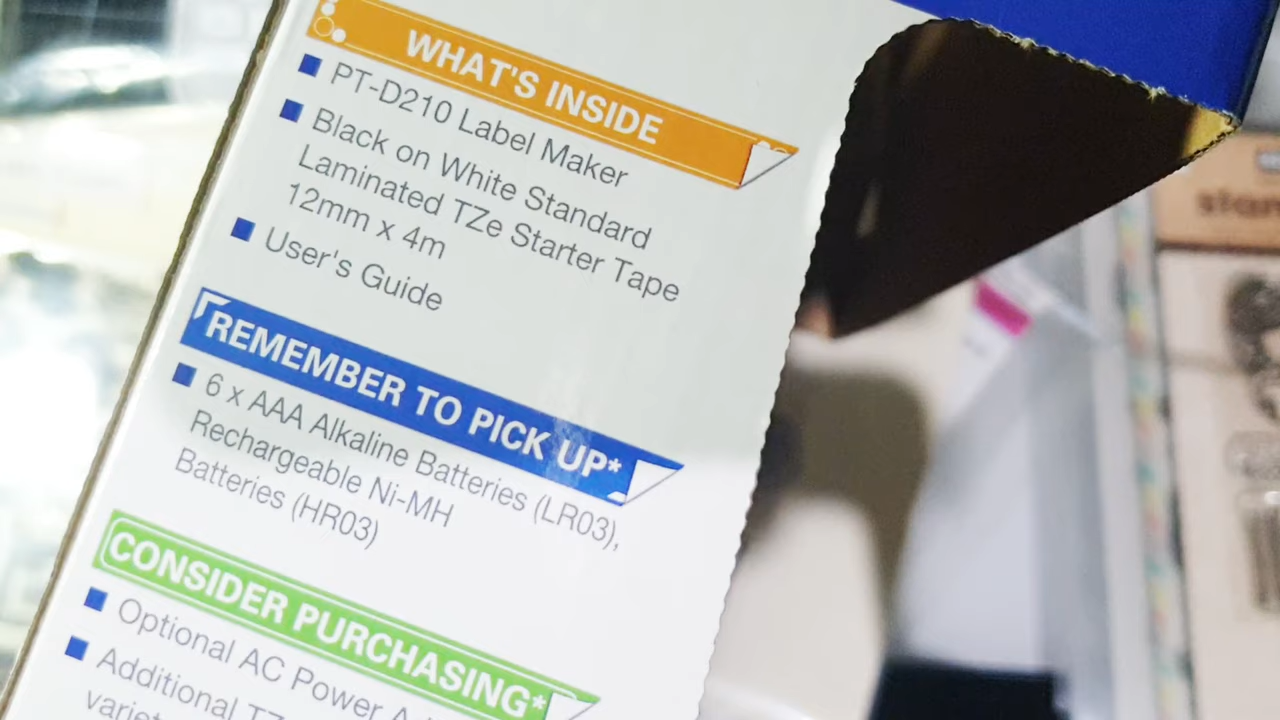 WHAT'S INSIDE
PT-D210 Label Maker
Black on White Standard
Laminated TZe Starter Tape
12mm x 4m
User's Guide
REMEMBER TO PICK UP*
6 x AAA Alkaline Batteries (LR03),
Rechargeable Ni-MH
Batteries (HR03)
CONSIDER PURCHASING*
Optional AC Power
Additional